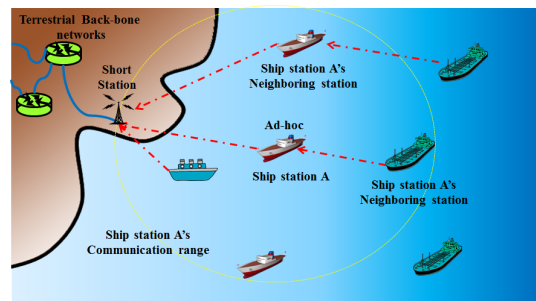 Terrestrial Back-bone
networks
Short
Station
Ship station A's
Neighboring station
Ad-hoc
Ship station A
Ship station A's
Neighboring station
Ship station A's
Communication range